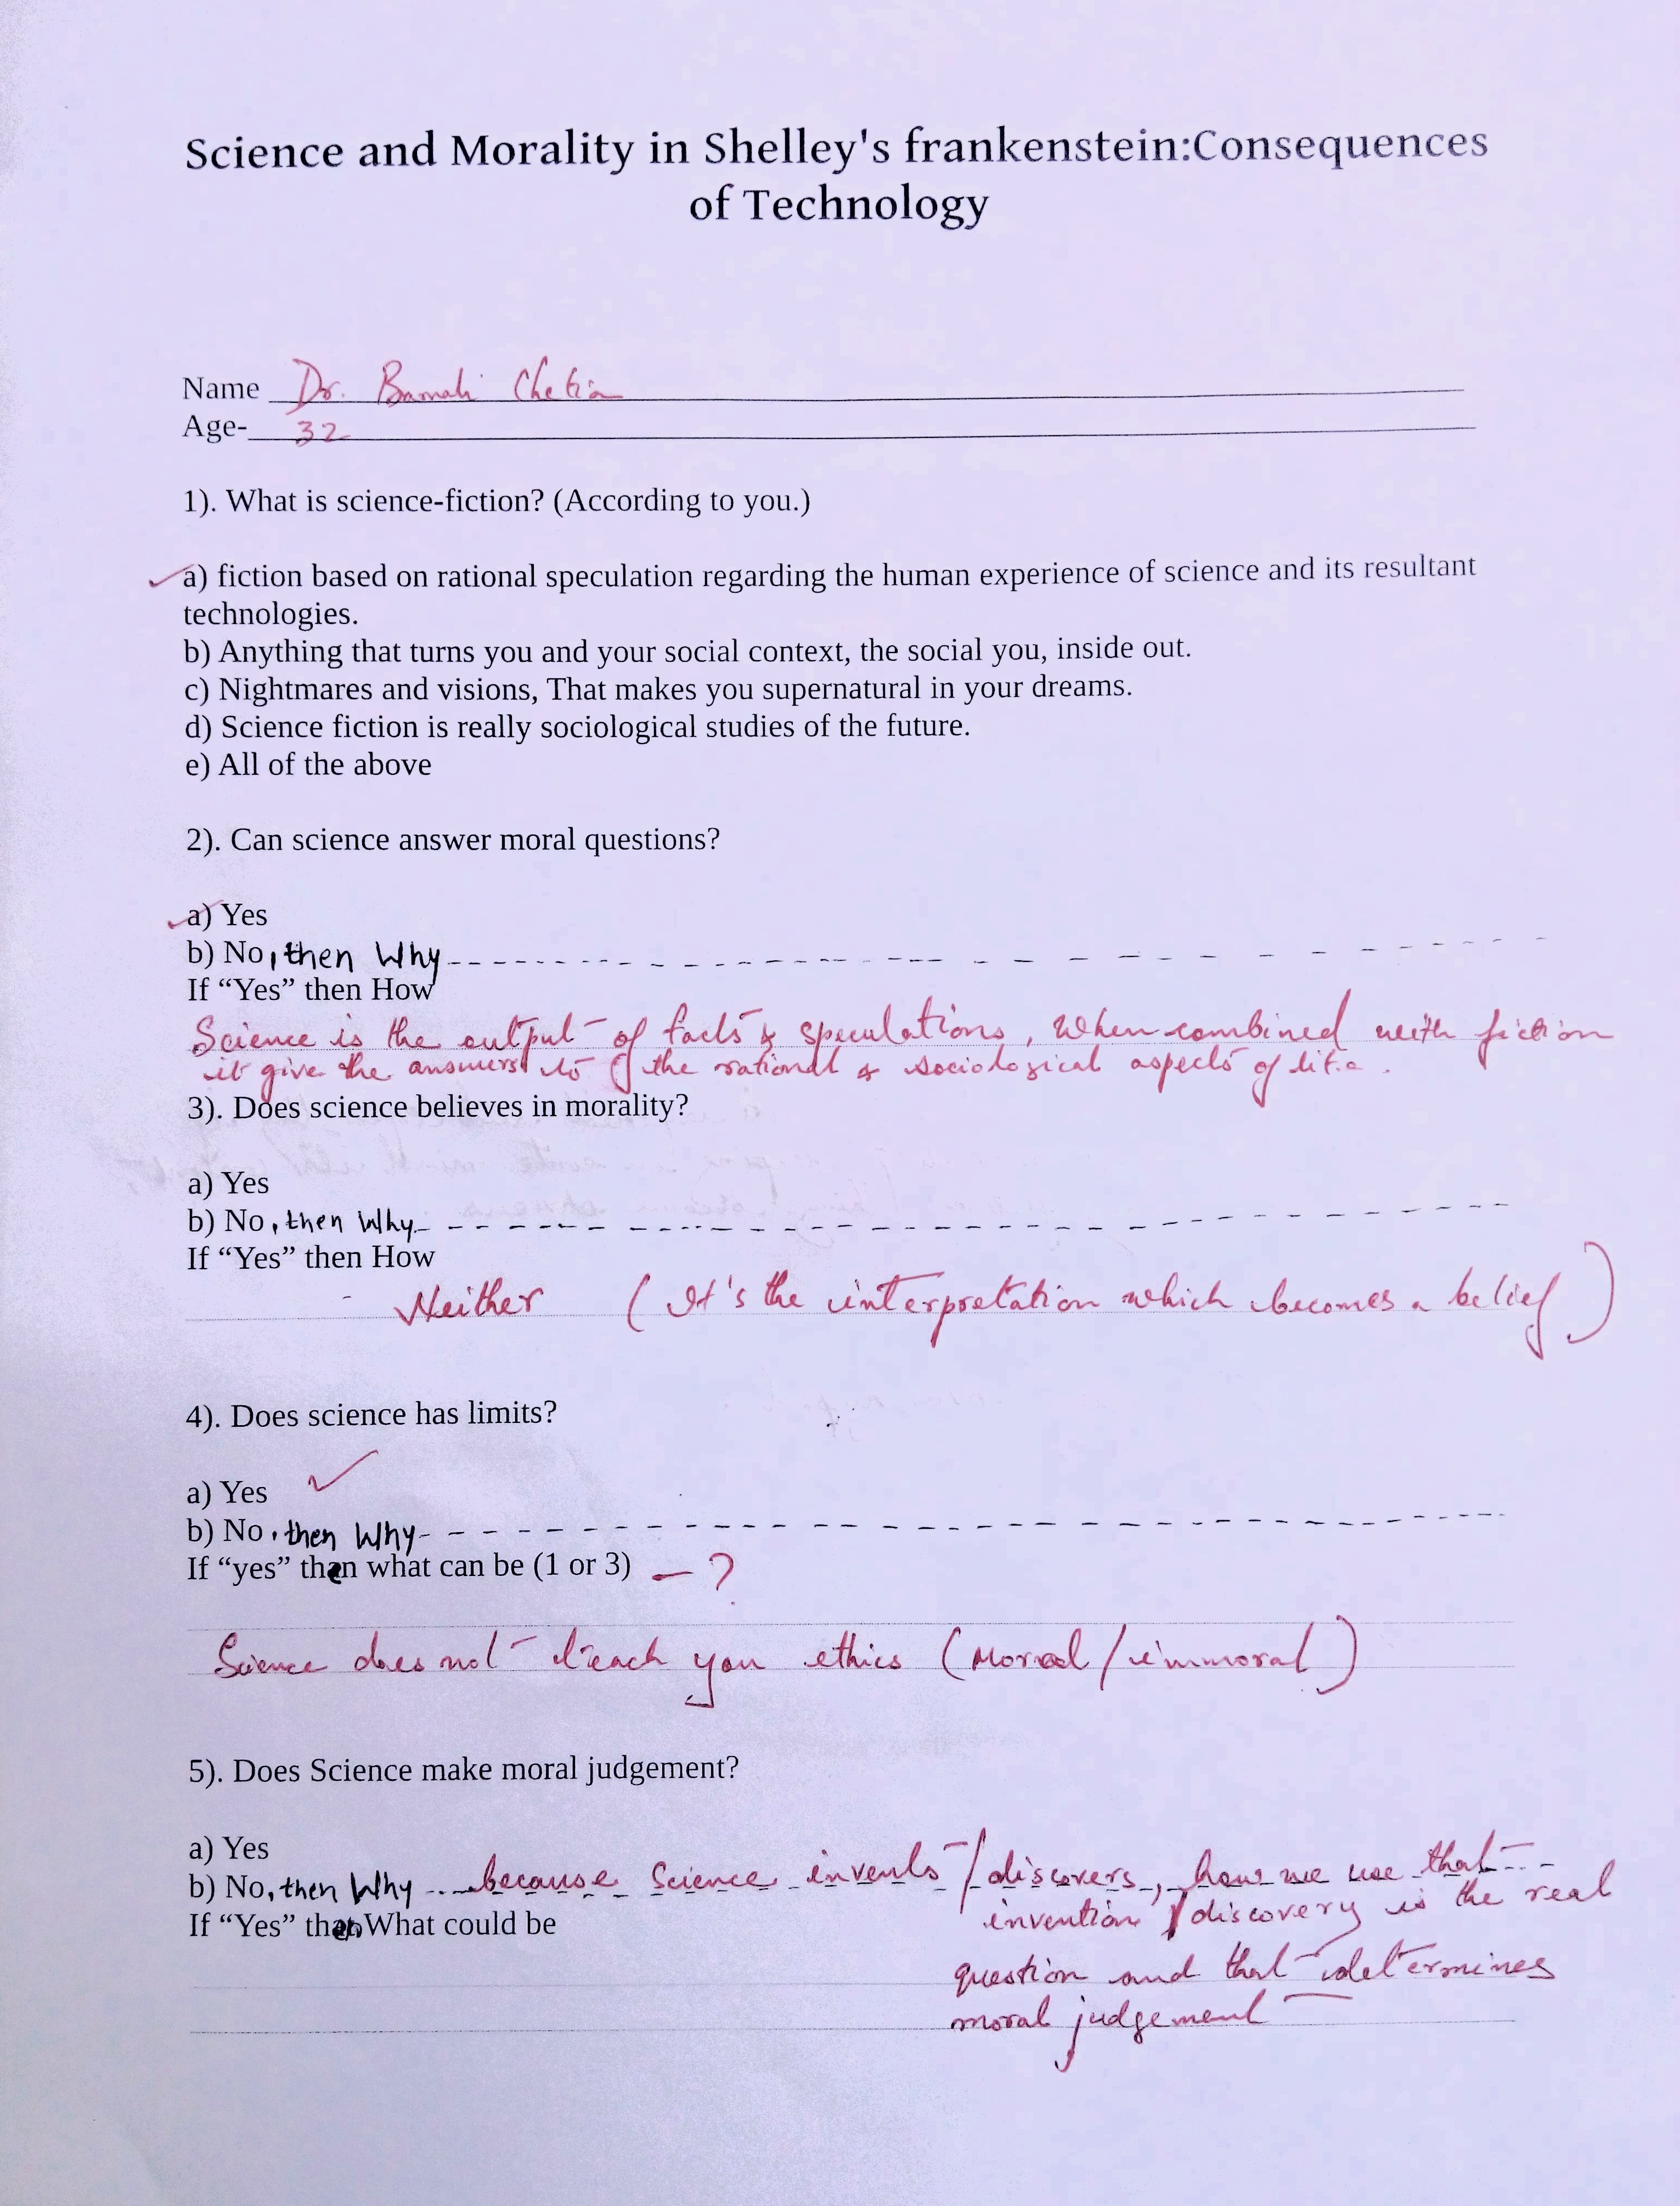 Science and Morality in Shelley's frankenstein:Consequences
of Technology
Name Dr. Chetia
Age- 32
1). What is science-fiction? (According to you.)
a) fiction based on rational speculation regarding the human experience of science and its resultant
technologies.
b) Anything that turns you and your social context, the social you, inside out.
c) Nightmares and visions, That makes you supernatural in your dreams.
d) Science fiction is really sociological studies of the future.
e) All of the above
2). Can science answer moral questions?
a) Yes
b) No, then Why
If “Yes” then How
Science is the output of facts & speculations, when combined with fiction
it give the answers to the rational & sociological aspects of life.
3). Does science believes in morality?
a) Yes
b) No, then Why
If “Yes” then How
Neither (It's the interpretation which becomes a belief)
4). Does science has limits?
a) Yes
b) No, then Why
If “yes” then what can be (1 or 3) — ?
Science does not teach you ethics (Moral/immoral)
5). Does Science make moral judgement?
a) Yes
b) No, then Why because Science invents/discovers, how we use that
invention/discovery is the real
If “Yes” then What could be
question and that determines
moral judgement